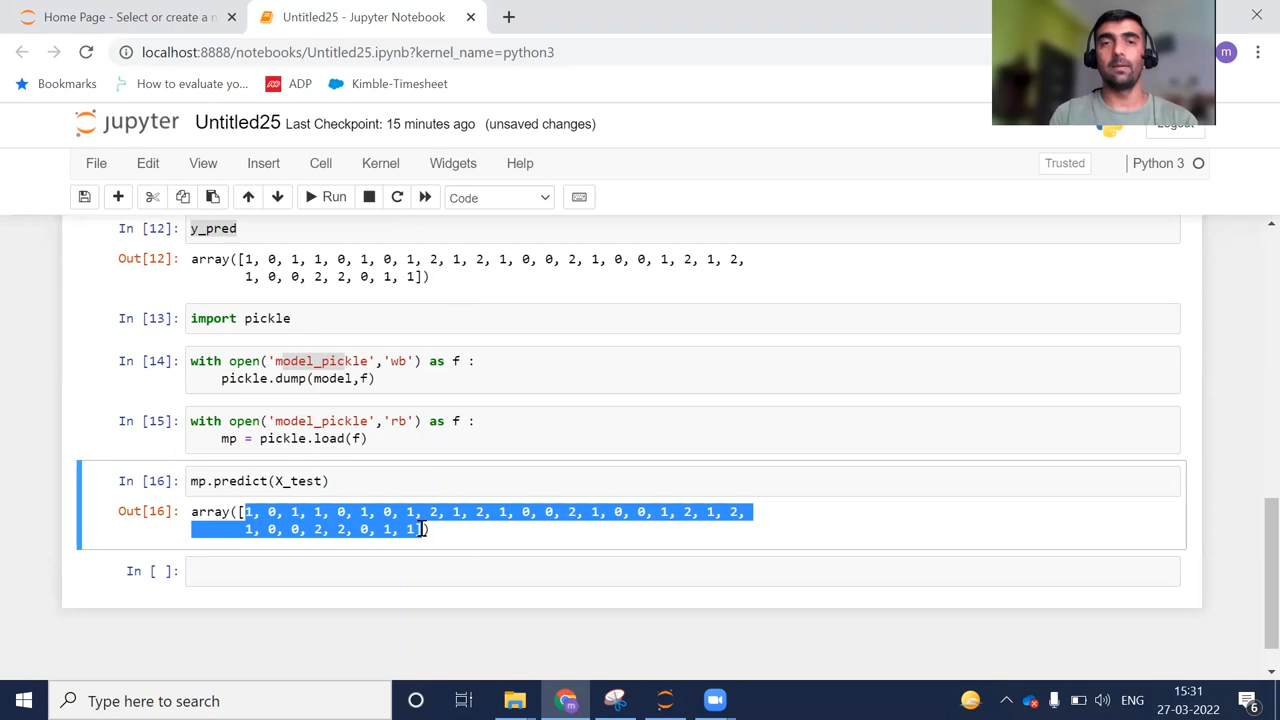 Home Page - Select or create a n
Untitled25 - Jupyter Notebook
localhost:8888/notebooks/Untitled25.ipynb?kernel_name=python3
m
Bookmarks
How to evaluate yo...
ADP
Kimble-Timesheet
jupyter
Untitled25
Last Checkpoint: 15 minutes ago
(unsaved changes)
Logout
File
Edit
View
Insert
Cell
Kernel
Widgets
Help
Trusted
Python 3
Run
Code
In [12]:
y_pred
Out[12]:
array([1, 0, 1, 1, 0, 1, 0, 1, 2, 1, 2, 1, 0, 0, 2, 1, 0, 0, 1, 2, 1, 2,
1, 0, 0, 2, 2, 0, 1, 1])
In [13]:
import pickle
In [14]:
with open('model_pickle','wb') as f :
pickle.dump(model,f)
In [15]:
with open('model_pickle','rb') as f :
mp = pickle.load(f)
In [16]:
mp.predict(X_test)
Out[16]:
array([1, 0, 1, 1, 0, 1, 0, 1, 2, 1, 2, 1, 0, 0, 2, 1, 0, 0, 1, 2, 1, 2,
1, 0, 0, 2, 2, 0, 1, 1])
In [ ]:
Type here to search
m
ENG
15:31
27-03-2022
6